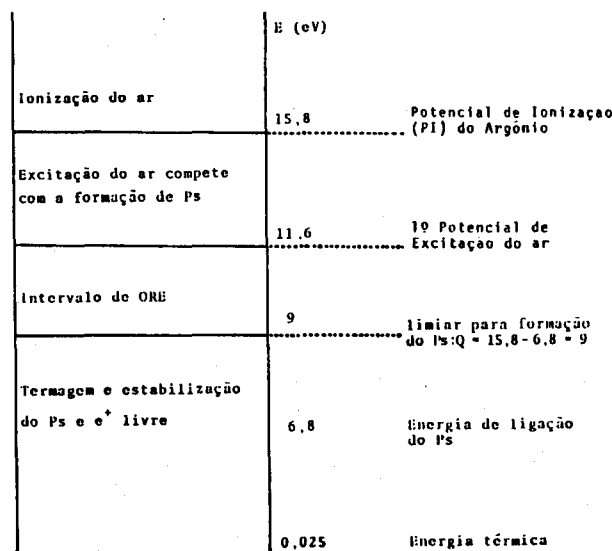 E (eV)
Ionização do ar
15,8
Potencial de Ionizaçao
(PI) do Argónio
Excitação do ar compete
com a formação de Ps
11,6
1º Potencial de
Excitação do ar
Intervalo de ORE
9
limiar para formação
do Ps:Q = 15,8-6,8 = 9
Termagem e estabilização
do Ps e e⁺ livre
6,8
Energia de ligação
do Ps
0,025
Energia térmica